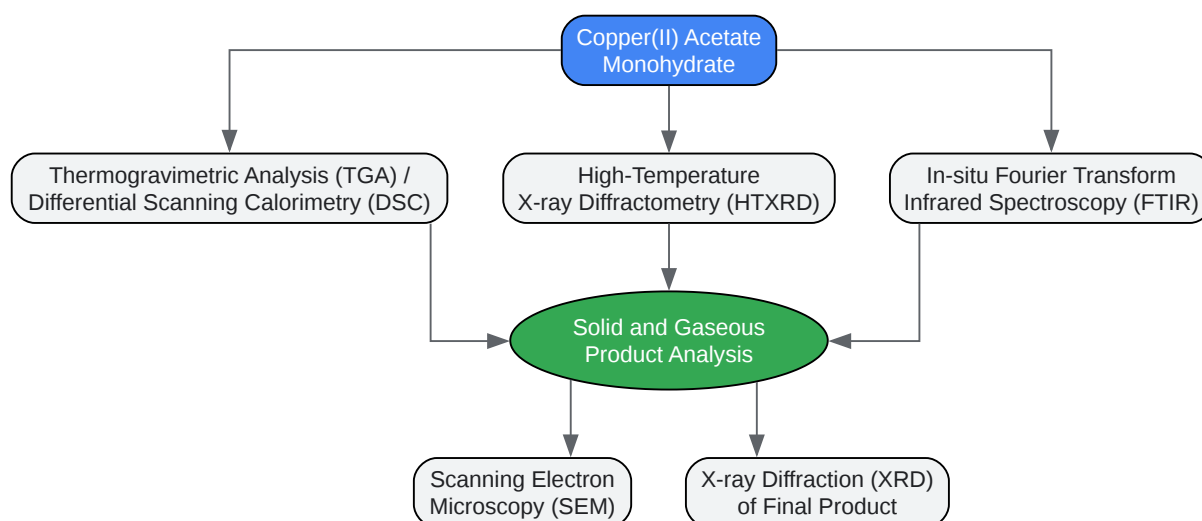 Copper(II) Acetate
Monohydrate
Thermogravimetric Analysis (TGA) /
Differential Scanning Calorimetry (DSC)
High-Temperature
X-ray Diffractometry (HTXRD)
In-situ Fourier Transform
Infrared Spectroscopy (FTIR)
Solid and Gaseous
Product Analysis
Scanning Electron
Microscopy (SEM)
X-ray Diffraction (XRD)
of Final Product